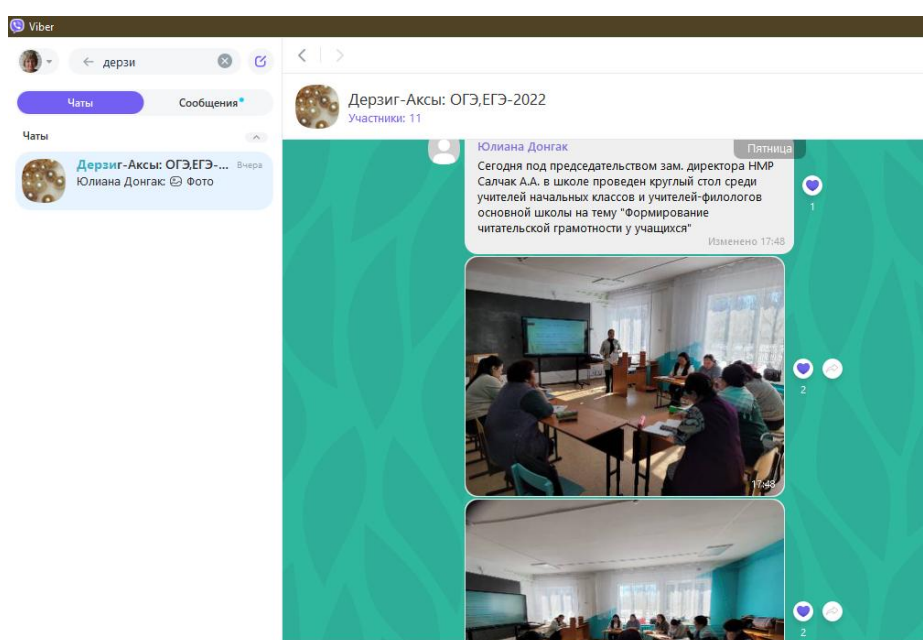 Viber
дерзи
Чаты
Сообщения
Чаты
Дерзиг-Аксы: ОГЭ,ЕГЭ-... Вчера
Юлиана Донгак: Фото
Дерзиг-Аксы: ОГЭ,ЕГЭ-2022
Участники: 11
Юлиана Донгак
Пятница
Сегодня под председательством зам. директора НМР
Салчак А.А. в школе проведен круглый стол среди
учителей начальных классов и учителей-филологов
основной школы на тему "Формирование
читательской грамотности у учащихся"
Изменено 17:48
1
2
17:48
2